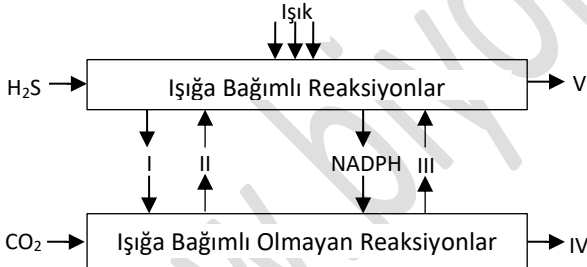 Işık
H₂S
Işığa Bağımlı Reaksiyonlar
V
I
II
NADPH
III
CO₂
Işığa Bağımlı Olmayan Reaksiyonlar
IV